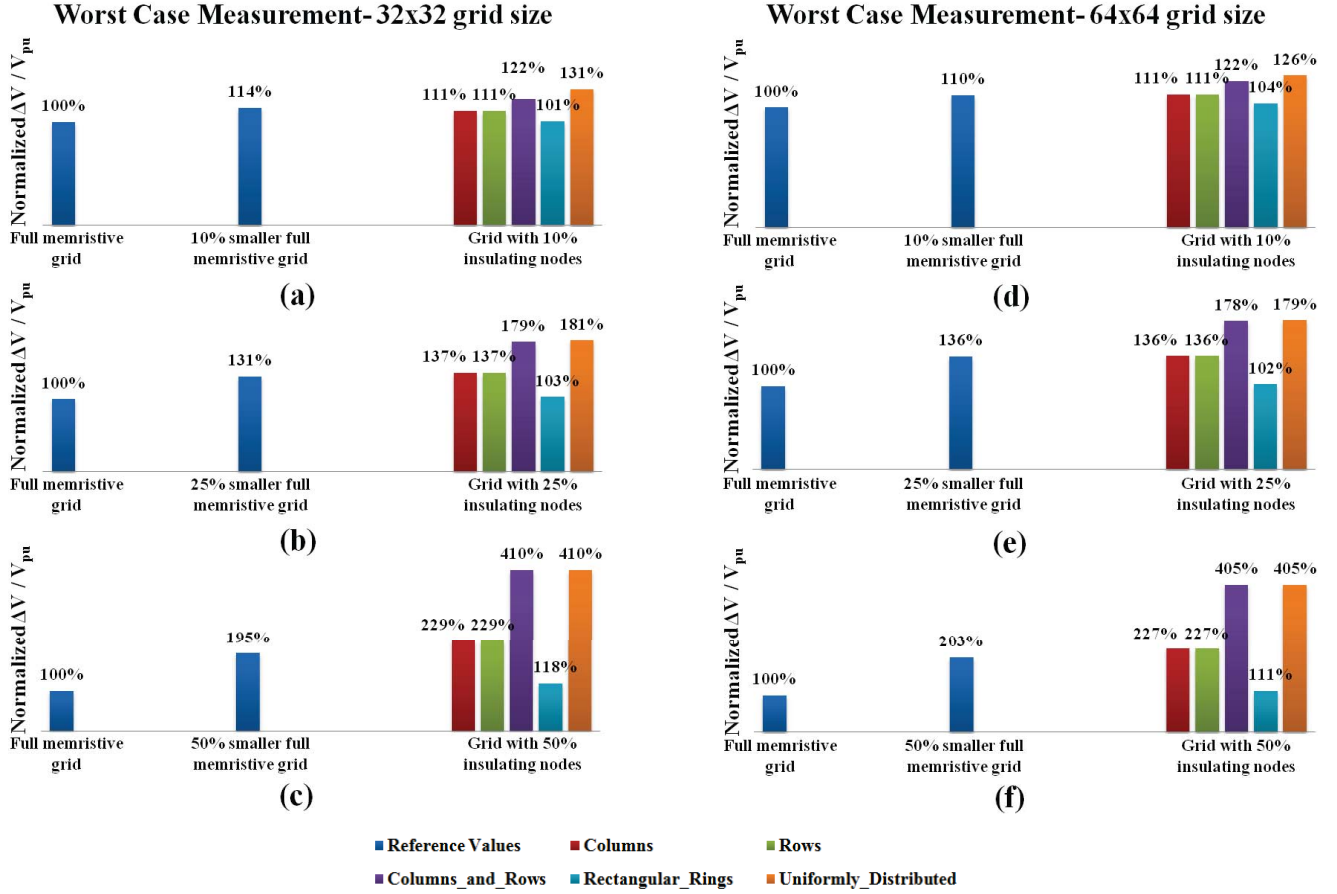 Worst Case Measurement- 32x32 grid size
Normalized ΔV / Vpu
100%
114%
111%
111%
122%
101%
131%
Full memristive
grid
10% smaller full
memristive grid
Grid with 10%
insulating nodes
(a)
Normalized ΔV / Vpu
100%
131%
137%
137%
179%
103%
181%
Full memristive
grid
25% smaller full
memristive grid
Grid with 25%
insulating nodes
(b)
Normalized ΔV / Vpu
100%
195%
229%
229%
410%
118%
410%
Full memristive
grid
50% smaller full
memristive grid
Grid with 50%
insulating nodes
(c)
Worst Case Measurement- 64x64 grid size
Normalized ΔV / Vpu
100%
110%
111%
111%
122%
104%
126%
Full memristive
grid
10% smaller full
memristive grid
Grid with 10%
insulating nodes
(d)
Normalized ΔV / Vpu
100%
136%
136%
136%
178%
102%
179%
Full memristive
grid
25% smaller full
memristive grid
Grid with 25%
insulating nodes
(e)
Normalized ΔV / Vpu
100%
203%
227%
227%
405%
111%
405%
Full memristive
grid
50% smaller full
memristive grid
Grid with 50%
insulating nodes
(f)
Reference Values
Columns
Rows
Columns_and_Rows
Rectangular_Rings
Uniformly_Distributed